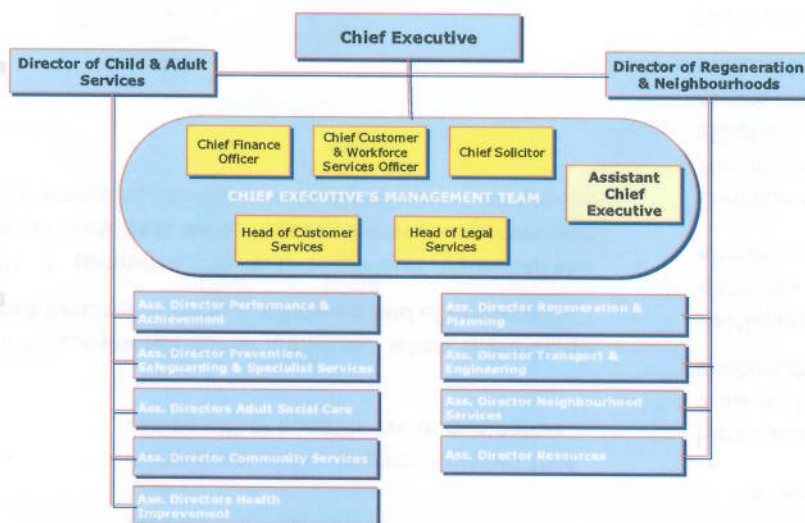 Chief Executive
Director of Child & Adult
Services
Director of Regeneration
& Neighbourhoods
Chief Finance
Officer
Chief Customer
& Workforce
Services Officer
Chief Solicitor
Assistant
Chief
Executive
CHIEF EXECUTIVE'S MANAGEMENT TEAM
Head of Customer
Services
Head of Legal
Services
Ass. Director Performance &
Achievement
Ass. Director Prevention,
Safeguarding & Specialist Services
Ass. Directors Adult Social Care
Ass. Director Community Services
Ass. Directors Health
Improvement
Ass. Director Regeneration &
Planning
Ass. Director Transport &
Engineering
Ass. Director Neighbourhood
Services
Ass. Director Resources